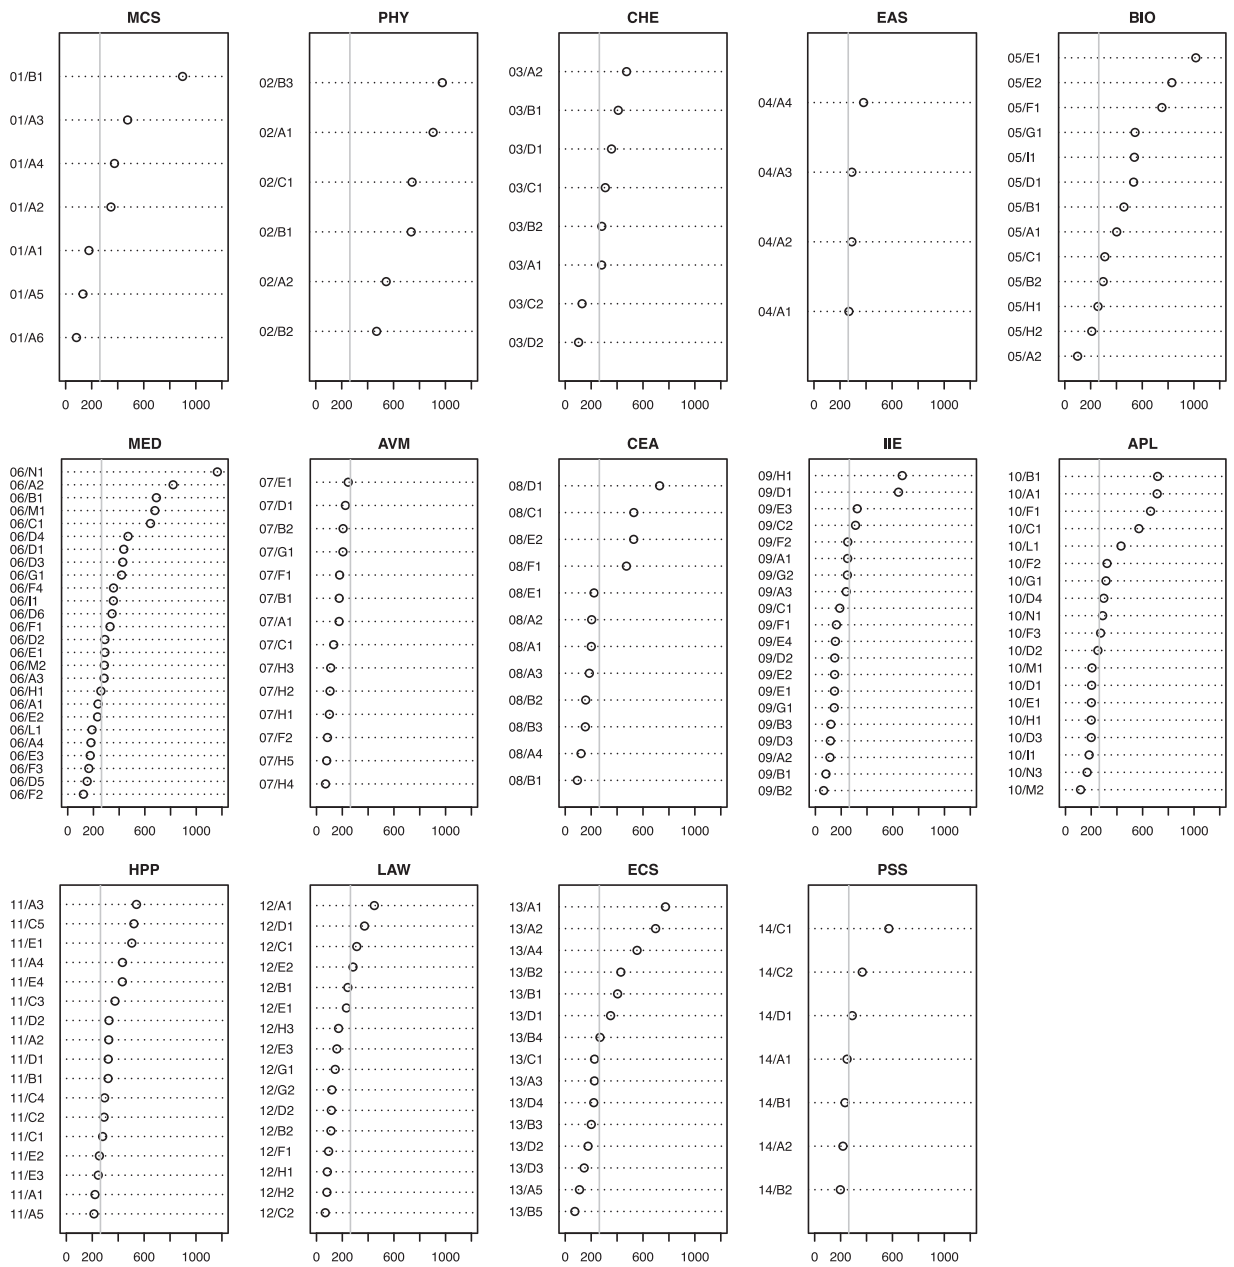 MCS
01/B1
01/A3
01/A4
01/A2
01/A1
01/A5
01/A6
0 200 600 1000
PHY
02/B3
02/A1
02/C1
02/B1
02/A2
02/B2
0 200 600 1000
CHE
03/A2
03/B1
03/D1
03/C1
03/B2
03/A1
03/C2
03/D2
0 200 600 1000
EAS
04/A4
04/A3
04/A2
04/A1
0 200 600 1000
BIO
05/E1
05/E2
05/F1
05/G1
05/I1
05/D1
05/B1
05/A1
05/C1
05/B2
05/H1
05/H2
05/A2
0 200 600 1000
MED
06/N1
06/A2
06/B1
06/M1
06/C1
06/D4
06/D1
06/D3
06/G1
06/F4
06/I1
06/D6
06/F1
06/D2
06/E1
06/M2
06/A3
06/H1
06/A1
06/E2
06/L1
06/A4
06/E3
06/F3
06/D5
06/F2
0 200 600 1000
AVM
07/E1
07/D1
07/B2
07/G1
07/F1
07/B1
07/A1
07/C1
07/H3
07/H2
07/H1
07/F2
07/H5
07/H4
0 200 600 1000
CEA
08/D1
08/C1
08/E2
08/F1
08/E1
08/A2
08/A1
08/A3
08/B2
08/B3
08/A4
08/B1
0 200 600 1000
IIE
09/H1
09/D1
09/E3
09/C2
09/F2
09/A1
09/G2
09/A3
09/C1
09/F1
09/E4
09/D2
09/E2
09/E1
09/G1
09/B3
09/D3
09/A2
09/B1
09/B2
0 200 600 1000
APL
10/B1
10/A1
10/F1
10/C1
10/L1
10/F2
10/G1
10/D4
10/N1
10/F3
10/D2
10/M1
10/D1
10/E1
10/H1
10/D3
10/I1
10/N3
10/M2
0 200 600 1000
HPP
11/A3
11/C5
11/E1
11/A4
11/E4
11/C3
11/D2
11/A2
11/D1
11/B1
11/C4
11/C2
11/C1
11/E2
11/E3
11/A1
11/A5
0 200 600 1000
LAW
12/A1
12/D1
12/C1
12/E2
12/B1
12/E1
12/H3
12/E3
12/G1
12/G2
12/D2
12/B2
12/F1
12/H1
12/H2
12/C2
0 200 600 1000
ECS
13/A1
13/A2
13/A4
13/B2
13/B1
13/D1
13/B4
13/C1
13/A3
13/D4
13/B3
13/D2
13/D3
13/A5
13/B5
0 200 600 1000
PSS
14/C1
14/C2
14/D1
14/A1
14/B1
14/A2
14/B2
0 200 600 1000